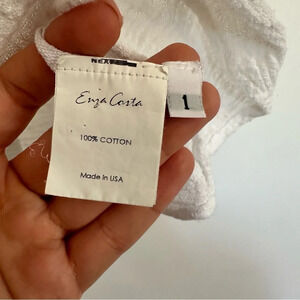 Enza Costa
100% COTTON
Made in USA
1